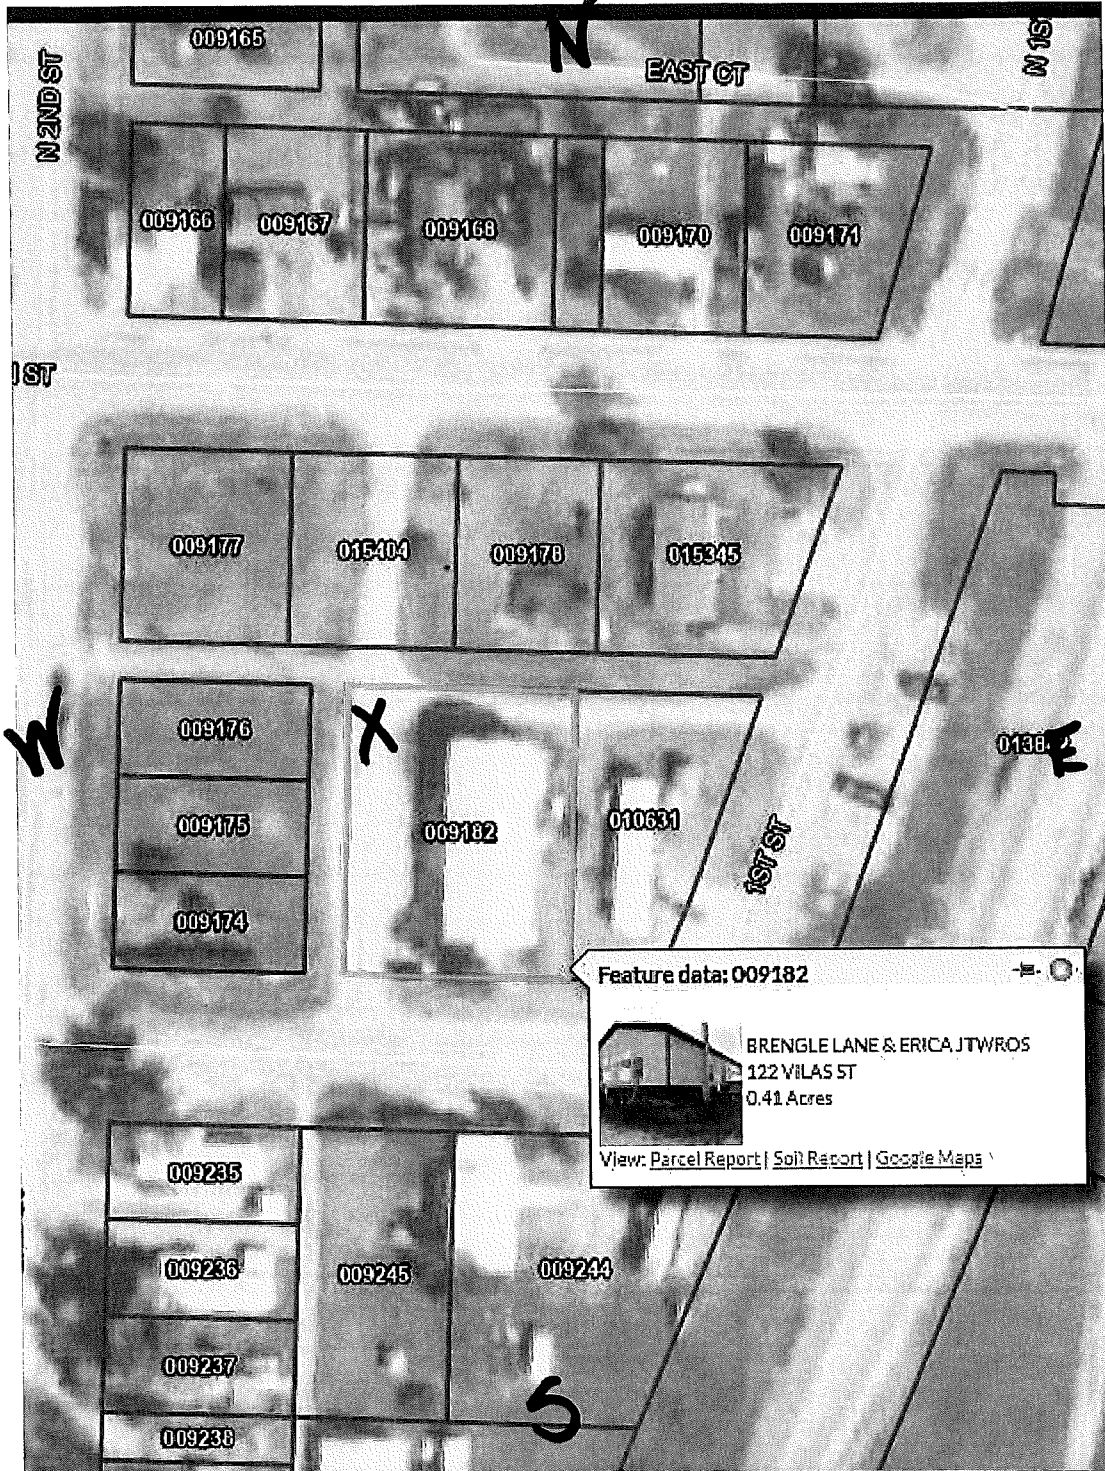 N
009165
EAST CT
N 1S
N 2ND ST
009166
009167
009168
009170
009171
ST
009177
015404
009178
015345
W
X
009176
0138
E
009175
009182
010631
1ST ST
009174
Feature data: 009182
BRENGLE LANE & ERICA JTWROS
122 VILAS ST
0.41 Acres
View: Parcel Report | Soil Report | Google Maps
009235
009236
009245
009244
009237
S
009238